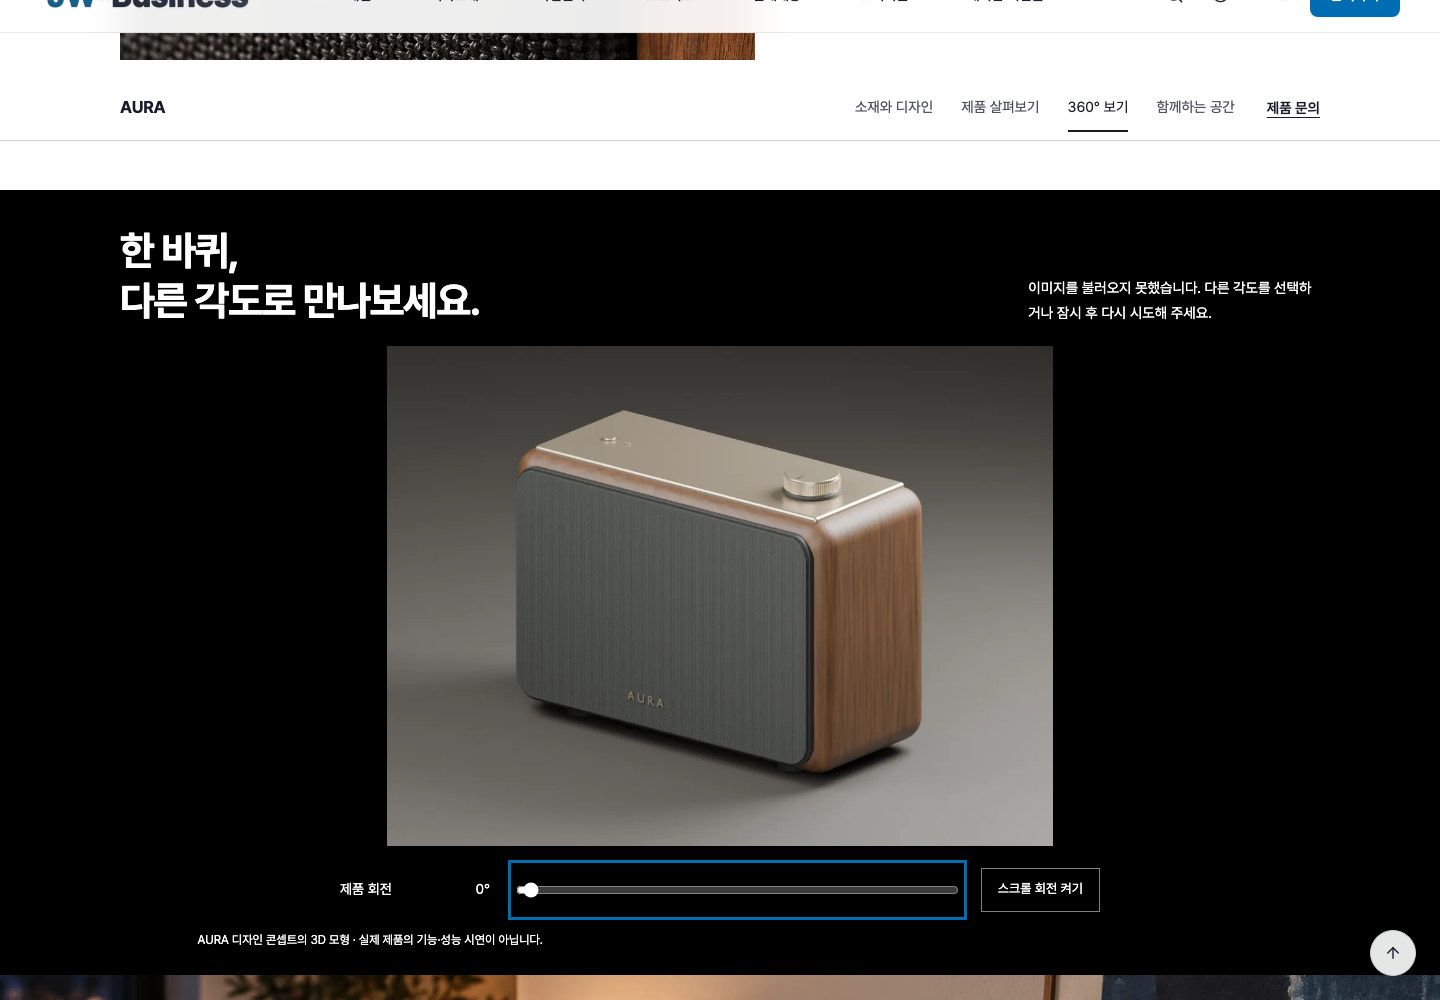 JW-Business
AURA
소재와 디자인
제품 살펴보기
360° 보기
함께하는 공간
제품 문의
한 바퀴,
다른 각도로 만나보세요.
이미지를 불러오지 못했습니다. 다른 각도를 선택하
거나 잠시 후 다시 시도해 주세요.
AURA
제품 회전
0°
스크롤 회전 켜기
AURA 디자인 콘셉트의 3D 모형 · 실제 제품의 기능·성능 시연이 아닙니다.